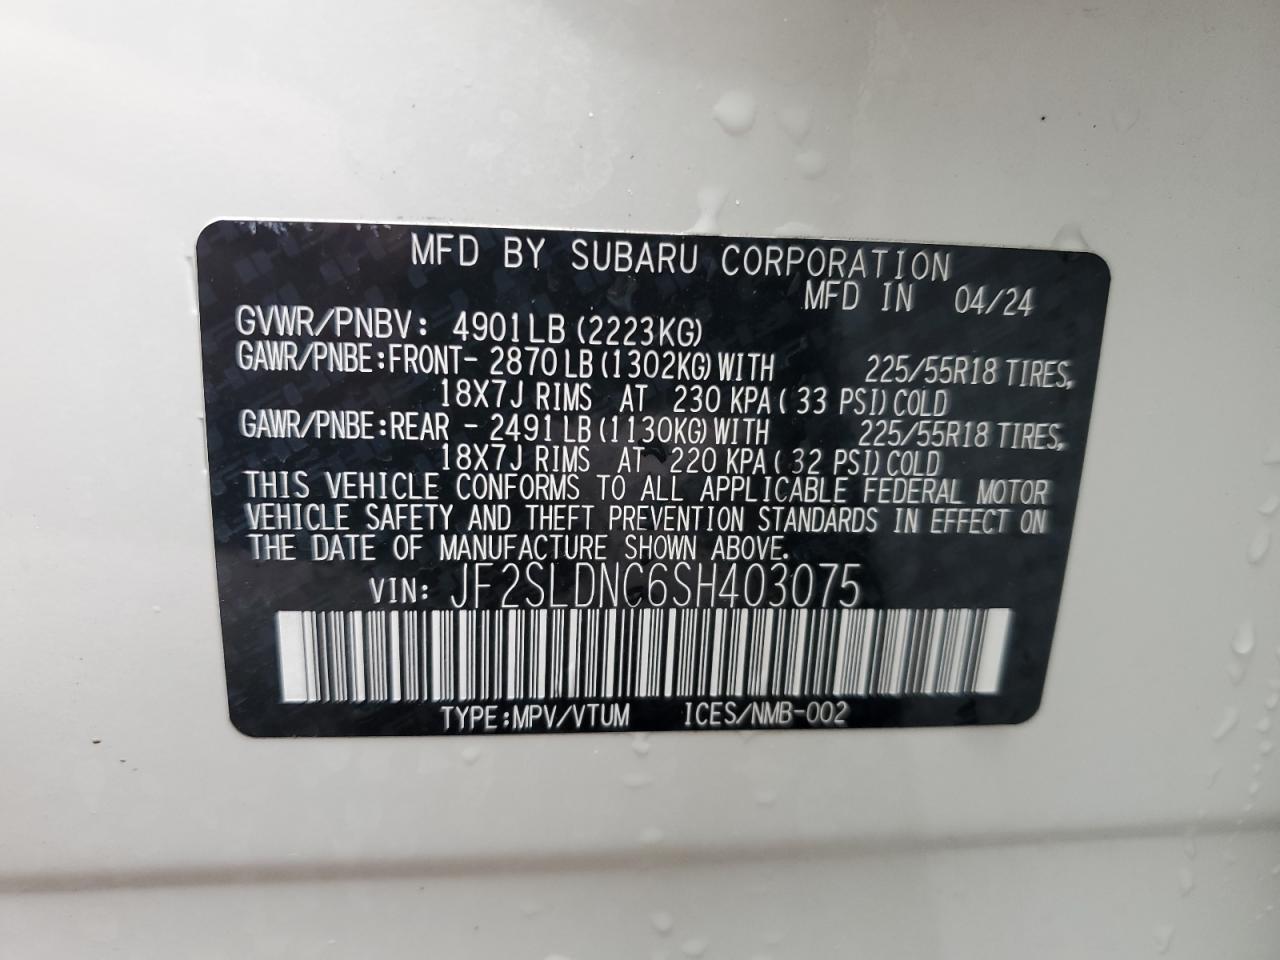 MFD BY SUBARU CORPORATION
MFD IN 04/24
GVWR/PNBV: 4901LB (2223KG)
GAWR/PNBE:FRONT- 2870LB (1302KG) WITH 225/55R18 TIRES,
18X7J RIMS AT 230 KPA ( 33 PSI) COLD
GAWR/PNBE:REAR - 2491LB (1130KG) WITH 225/55R18 TIRES,
18X7J RIMS AT 220 KPA ( 32 PSI) COLD
THIS VEHICLE CONFORMS TO ALL APPLICABLE FEDERAL MOTOR
VEHICLE SAFETY AND THEFT PREVENTION STANDARDS IN EFFECT ON
THE DATE OF MANUFACTURE SHOWN ABOVE.
VIN: JF2SLDNC6SH403075
TYPE:MPV/VTUM ICES/NMB-002